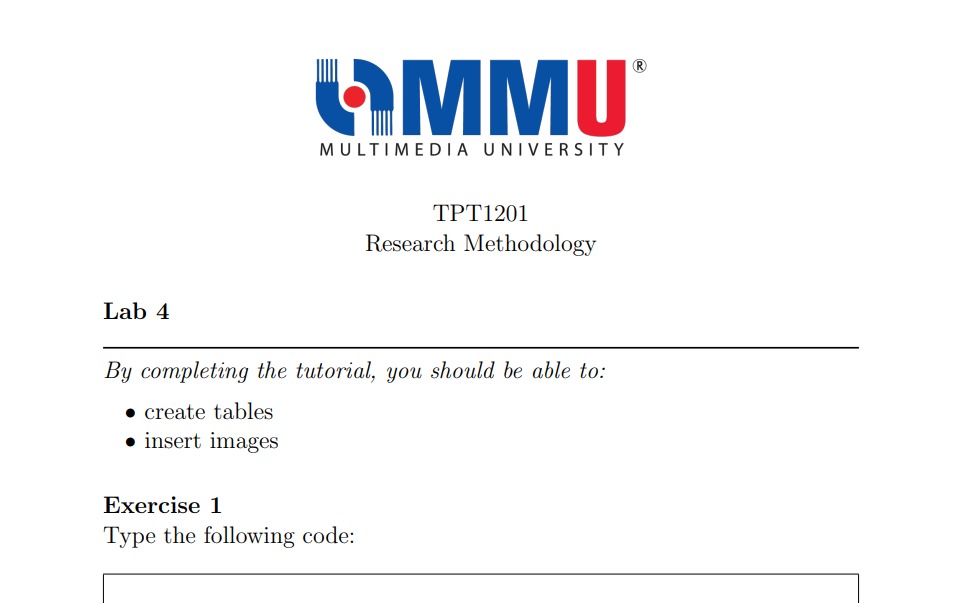 MMU®
MULTIMEDIA UNIVERSITY
TPT1201
Research Methodology
Lab 4
By completing the tutorial, you should be able to:
• create tables
• insert images
Exercise 1
Type the following code: